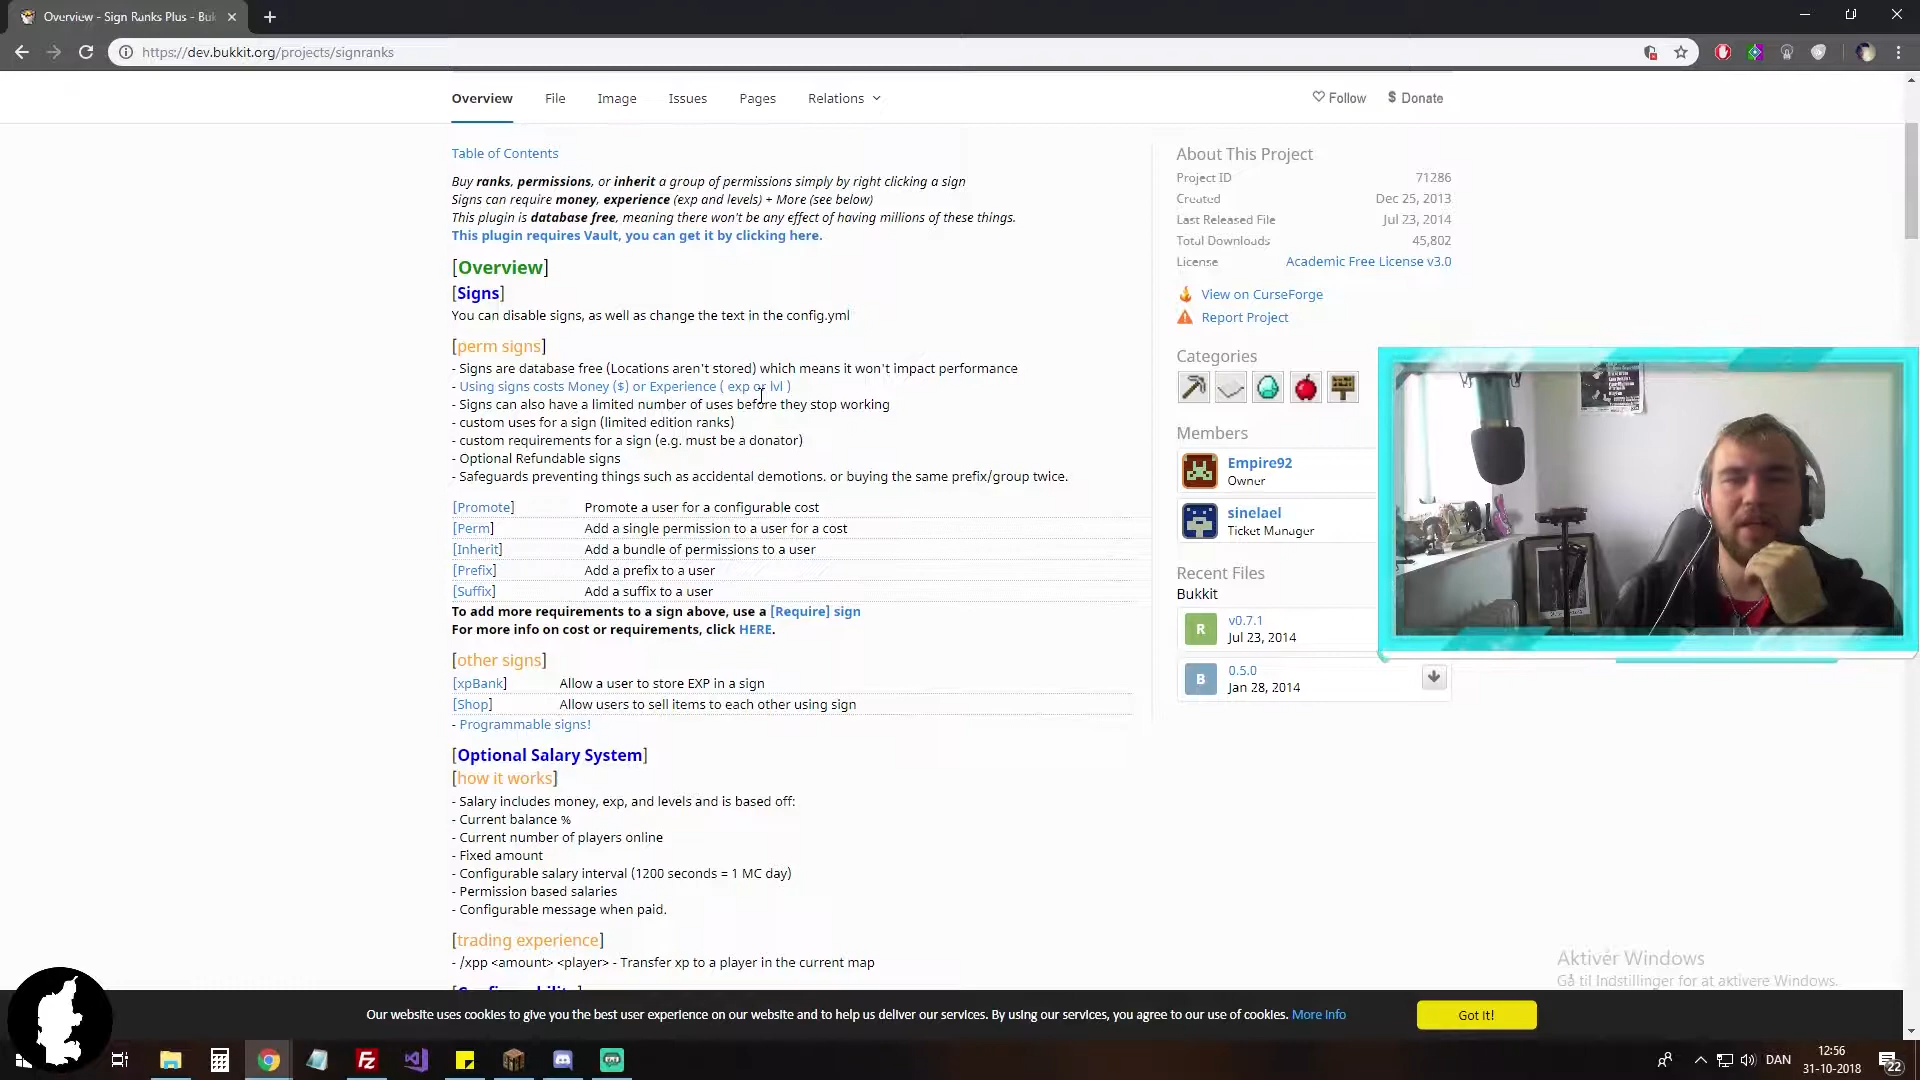 Overview - Sign Ranks Plus - Buk
https://dev.bukkit.org/projects/signranks
Overview
File
Image
Issues
Pages
Relations
Follow
$ Donate
Table of Contents
Buy ranks, permissions, or inherit a group of permissions simply by right clicking a sign
Signs can require money, experience (exp and levels) + More (see below)
This plugin is database free, meaning there won't be any effect of having millions of these things.
This plugin requires Vault, you can get it by clicking here.
[Overview]
[Signs]
You can disable signs, as well as change the text in the config.yml
[perm signs]
- Signs are database free (Locations aren't stored) which means it won't impact performance
- Using signs costs Money ($) or Experience ( exp or lvl )
- Signs can also have a limited number of uses before they stop working
- custom uses for a sign (limited edition ranks)
- custom requirements for a sign (e.g. must be a donator)
- Optional Refundable signs
- Safeguards preventing things such as accidental demotions. or buying the same prefix/group twice.
[Promote] Promote a user for a configurable cost
[Perm] Add a single permission to a user for a cost
[Inherit] Add a bundle of permissions to a user
[Prefix] Add a prefix to a user
[Suffix] Add a suffix to a user
To add more requirements to a sign above, use a [Require] sign
For more info on cost or requirements, click HERE.
[other signs]
[xpBank] Allow a user to store EXP in a sign
[Shop] Allow users to sell items to each other using sign
- Programmable signs!
[Optional Salary System]
[how it works]
- Salary includes money, exp, and levels and is based off:
- Current balance %
- Current number of players online
- Fixed amount
- Configurable salary interval (1200 seconds = 1 MC day)
- Permission based salaries
- Configurable message when paid.
[trading experience]
- /xpp <amount> <player> - Transfer xp to a player in the current map
About This Project
Project ID 71286
Created Dec 25, 2013
Last Released File Jul 23, 2014
Total Downloads 45,802
License Academic Free License v3.0
View on CurseForge
Report Project
Categories
Members
Empire92
Owner
sinelael
Ticket Manager
Recent Files
Bukkit
R v0.7.1
Jul 23, 2014
B 0.5.0
Jan 28, 2014
Aktivér Windows
Gå til Indstillinger for at aktivere Windows.
Our website uses cookies to give you the best user experience on our website and to help us deliver our services. By using our services, you agree to our use of cookies. More Info
Got It!
DAN
12:56
31-10-2018
22